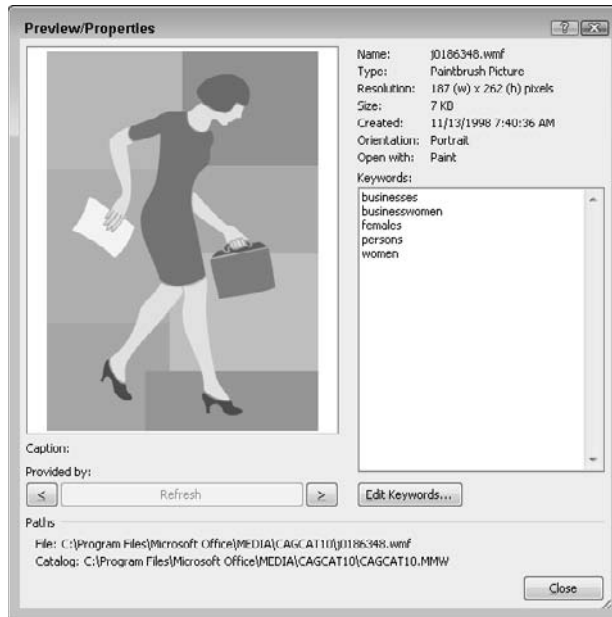 Preview/Properties
Name: j0186348.wmf
Type: Paintbrush Picture
Resolution: 187 (w) x 262 (h) pixels
Size: 7 KB
Created: 11/13/1998 7:40:36 AM
Orientation: Portrait
Open with: Paint
Keywords:
businesses
businesswomen
females
persons
women
Caption:
Provided by:
< Refresh >
Edit Keywords...
Paths
File: C:\Program Files\Microsoft Office\MEDIA\CAGCAT10\j0186348.wmf
Catalog: C:\Program Files\Microsoft Office\MEDIA\CAGCAT10\CAGCAT10.MMW
Close